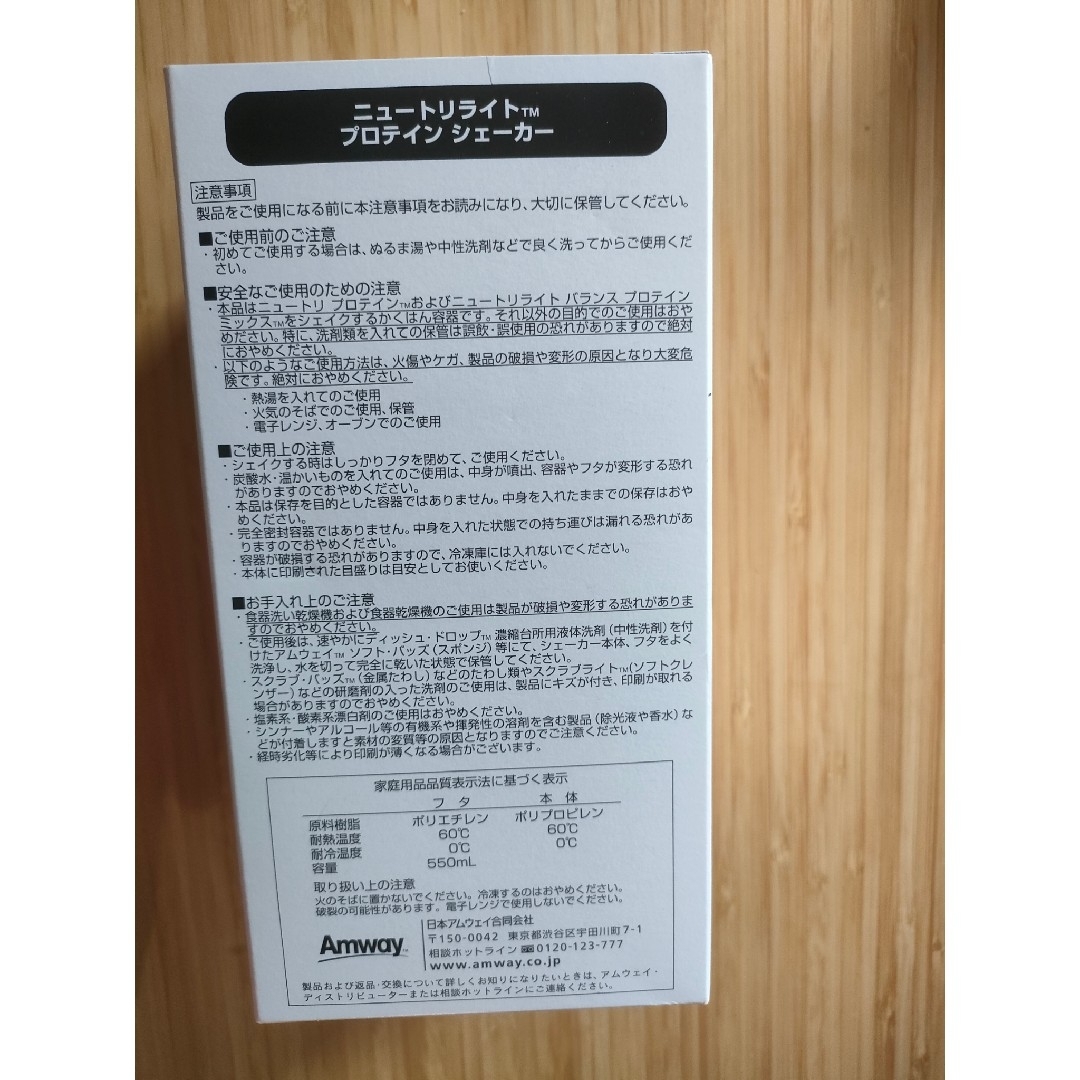 ニュートリライト™
プロテイン シェーカー
注意事項
製品をご使用になる前に本注意事項をお読みになり、大切に保管してください。
■ご使用前のご注意
・初めてご使用する場合は、ぬるま湯や中性洗剤などで良く洗ってからご使用くだ
さい。
■安全なご使用のための注意
・本品はニュートリ プロテイン™およびニュートリライト バランス プロテイン
ミックス™をシェイクするかくはん容器です。それ以外の目的でのご使用はおや
めださい。特に、洗剤類を入れての保管は誤飲・誤使用の恐れがありますので絶対
におやめください。
・以下のようなご使用方法は、火傷やケガ、製品の破損や変形の原因となり大変危
険です。絶対におやめください。
・熱湯を入れてのご使用
・火気のそばでのご使用、保管
・電子レンジ、オーブンでのご使用
■ご使用上の注意
・シェイクする時はしっかりフタを閉めて、ご使用ください。
・炭酸水・温かいものを入れてのご使用は、中身が噴出、容器やフタが変形する恐れ
がありますのでおやめください。
・本品は保存を目的とした容器ではありません。中身を入れたままでの保存はおや
めください。
・完全密封容器ではありません。中身を入れた状態での持ち運びは漏れる恐れがあ
りますのでおやめください。
・容器が破損する恐れがありますので、冷凍庫には入れないでください。
・本体に印刷された目盛りは目安としてお使いください。
■お手入れ上のご注意
・食器洗い乾燥機および食器乾燥機のご使用は製品が破損や変形する恐れがありま
すのでおやめください。
・ご使用後は、速やかにディッシュ・ドロップ™ 濃縮台所用液体洗剤(中性洗剤)を付
けたアムウェイ™ ソフト・パッズ(スポンジ)等にて、シェーカー本体、フタをよく
洗浄し、水を切って完全に乾いた状態で保管してください。
・スクラブ・バッズ™(金属たわし)などのたわし類やスクラブライト™(ソフトクレ
ンザー)などの研磨剤の入った洗剤のご使用は、製品にキズが付き、印刷が取れる
場合がありますのでおやめください。
・塩素系・酸素系漂白剤のご使用はおやめください。
・シンナーやアルコール等の有機系や揮発性の溶剤を含む製品(除光液や香水)な
どが付着しますと素材の変質等の原因となりますのでご注意ください。
・経時劣化等により印刷が薄くなる場合がございます。
家庭用品品質表示法に基づく表示
フタ 本体
原料樹脂 ポリエチレン ポリプロピレン
耐熱温度 60℃ 60℃
耐冷温度 0℃ 0℃
容量 550mL
取り扱い上の注意
火のそばに置かないでください。冷凍するのはおやめください。
破裂の可能性があります。電子レンジで使用しないでください。
Amway™
日本アムウェイ合同会社
〒150-0042 東京都渋谷区宇田川町7-1
相談ホットライン 0120-123-777
www.amway.co.jp
製品および返品・交換について詳しくお知りになりたいときは、アムウェイ・
ディストリビューターまたは相談ホットラインにご連絡ください。